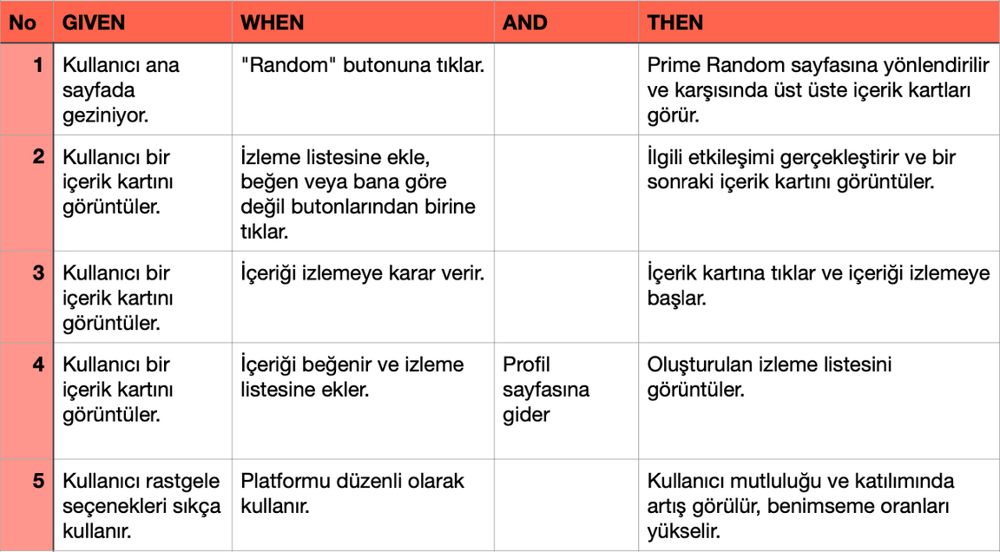 No GIVEN WHEN AND THEN
1 Kullanıcı ana "Random" butonuna tıklar. Prime Random sayfasına yönlendirilir
sayfada ve karşısında üst üste içerik kartları
geziniyor. görür.
2 Kullanıcı bir İzleme listesine ekle, İlgili etkileşimi gerçekleştirir ve bir
içerik kartını beğen veya bana göre sonraki içerik kartını görüntüler.
görüntüler. değil butonlarından birine
tıklar.
3 Kullanıcı bir İçeriği izlemeye karar verir. İçerik kartına tıklar ve içeriği izlemeye
içerik kartını başlar.
görüntüler.
4 Kullanıcı bir İçeriği beğenir ve izleme Profil Oluşturulan izleme listesini
içerik kartını listesine ekler. sayfasına görüntüler.
görüntüler. gider
5 Kullanıcı rastgele Platformu düzenli olarak Kullanıcı mutluluğu ve katılımında
seçenekleri sıkça kullanır. artış görülür, benimseme oranları
kullanır. yükselir.